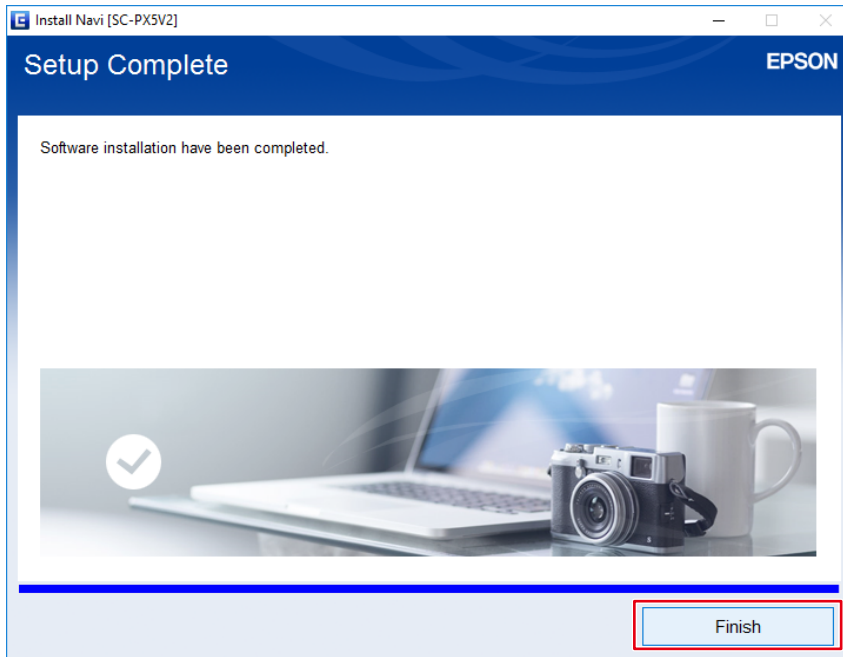 Install Navi [SC-PX5V2]
Setup Complete
EPSON
Software installation have been completed.
Finish